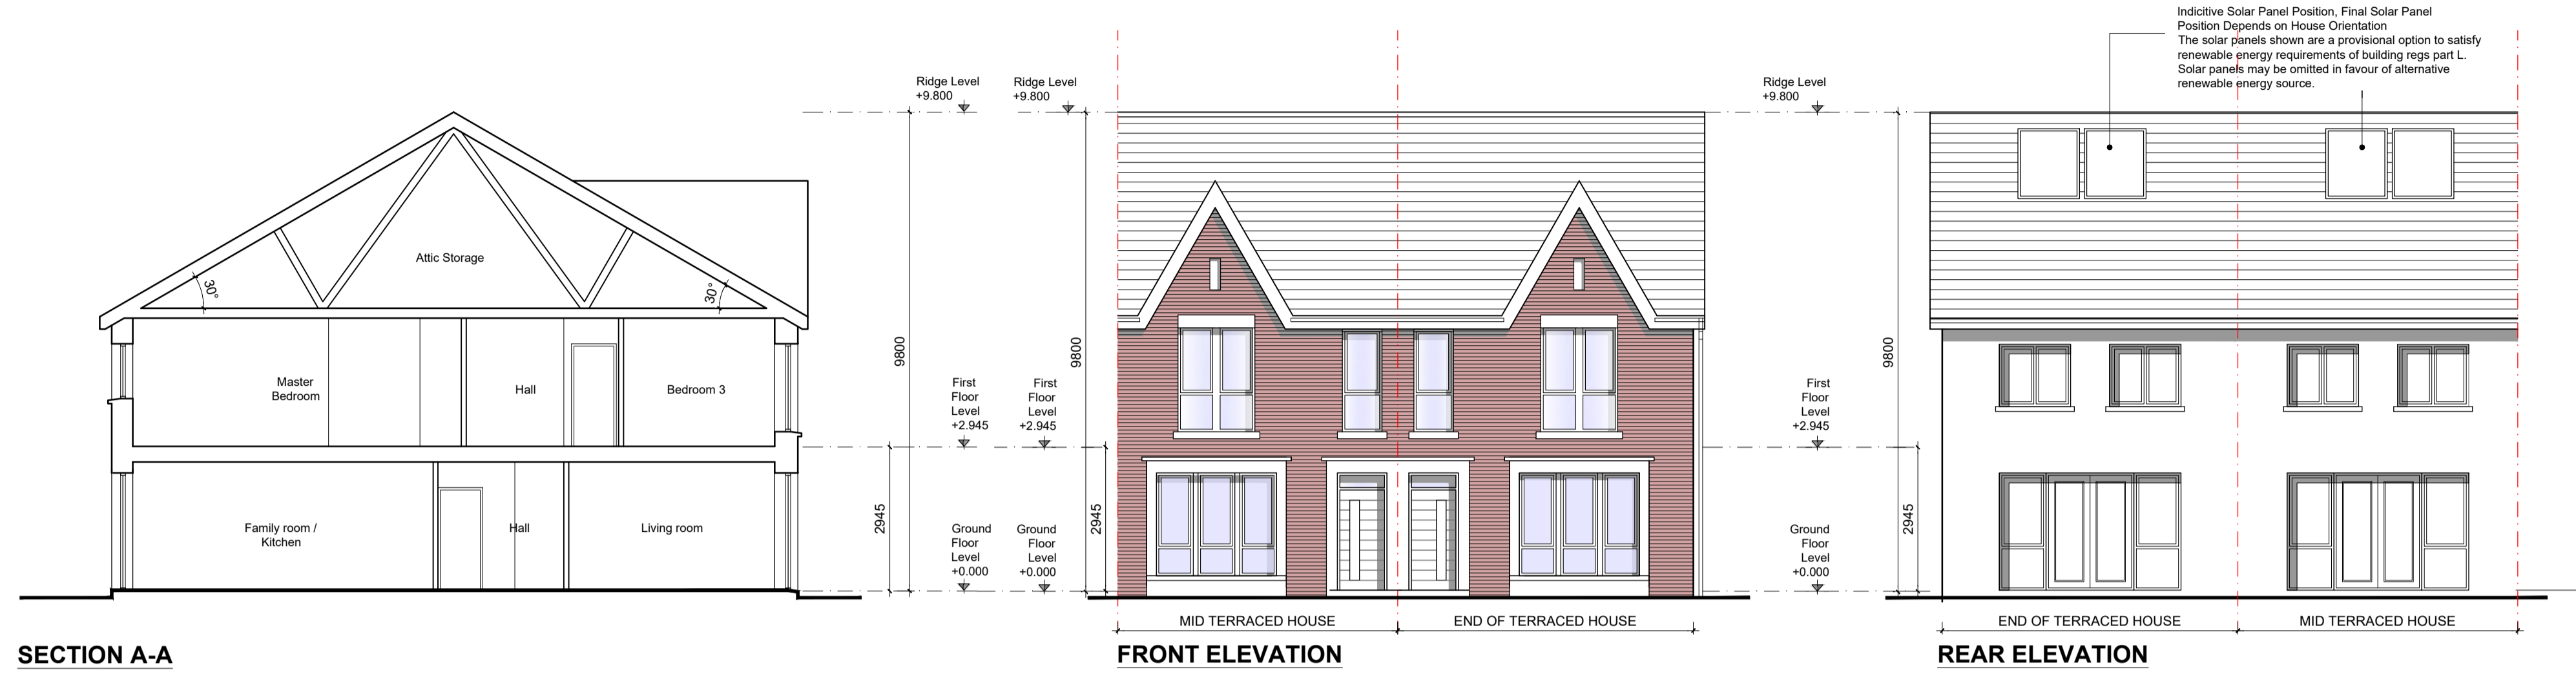 Indicitive Solar Panel Position, Final Solar Panel
Position Depends on House Orientation
The solar panels shown are a provisional option to satisfy
renewable energy requirements of building regs part L.
Solar panels may be omitted in favour of alternative
renewable energy source.
Ridge Level
+9.800
Ridge Level
+9.800
Ridge Level
+9.800
Attic Storage
30°
30°
9800
9800
9800
Master
Bedroom
Hall
Bedroom 3
First
Floor
Level
+2.945
First
Floor
Level
+2.945
First
Floor
Level
+2.945
Family room /
Kitchen
Hall
Living room
2945
2945
2945
Ground
Floor
Level
+0.000
Ground
Floor
Level
+0.000
Ground
Floor
Level
+0.000
MID TERRACED HOUSE
END OF TERRACED HOUSE
END OF TERRACED HOUSE
MID TERRACED HOUSE
SECTION A-A
FRONT ELEVATION
REAR ELEVATION